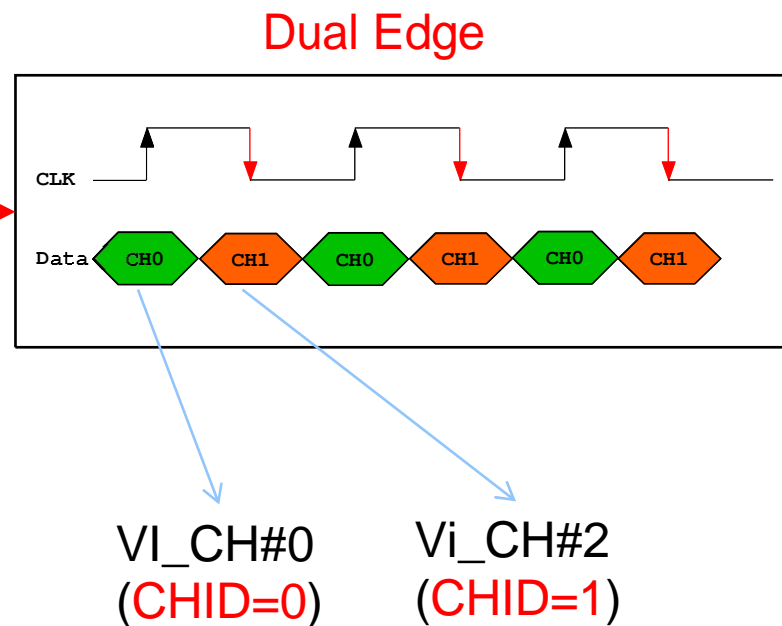 Dual Edge
CLK
Data CH0 CH1 CH0 CH1 CH0 CH1
VI_CH#0 Vi_CH#2
(CHID=0) (CHID=1)